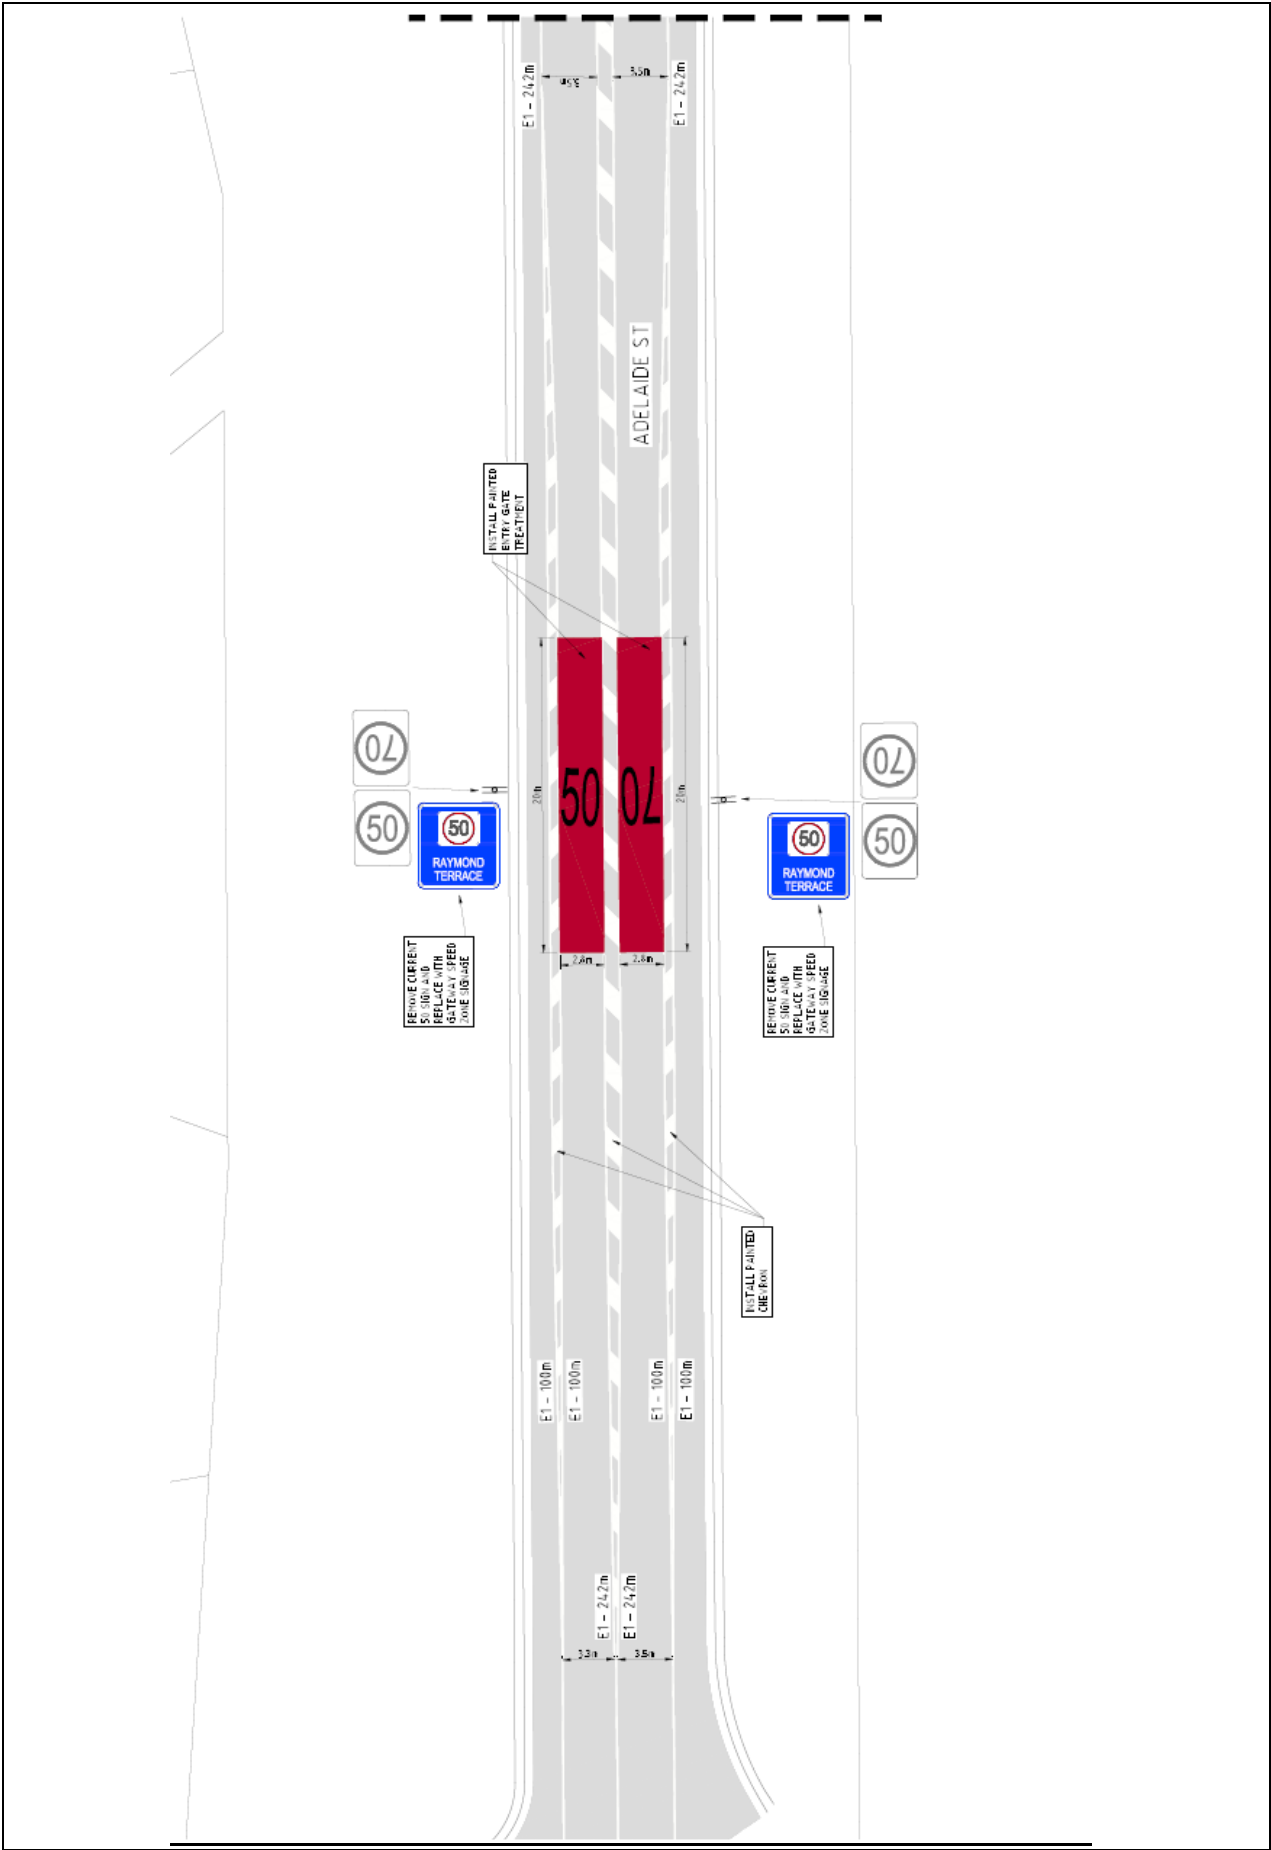 E1 - 242m
3.5m
3.5m
E1 - 242m
ADELAIDE ST
INSTALL PAINTED
ENTRY GATE
TREATMENT
70
50
50
RAYMOND
TERRACE
20m
50
70
20m
70
50
50
RAYMOND
TERRACE
2.8m
2.8m
REMOVE CURRENT
50 SIGN AND
REPLACE WITH
GATEWAY SPEED
ZONE SIGNAGE
REMOVE CURRENT
50 SIGN AND
REPLACE WITH
GATEWAY SPEED
ZONE SIGNAGE
INSTALL PAINTED
CHEVRON
E1 - 100m
E1 - 100m
E1 - 100m
E1 - 100m
E1 - 242m
E1 - 242m
3.3m
3.5m